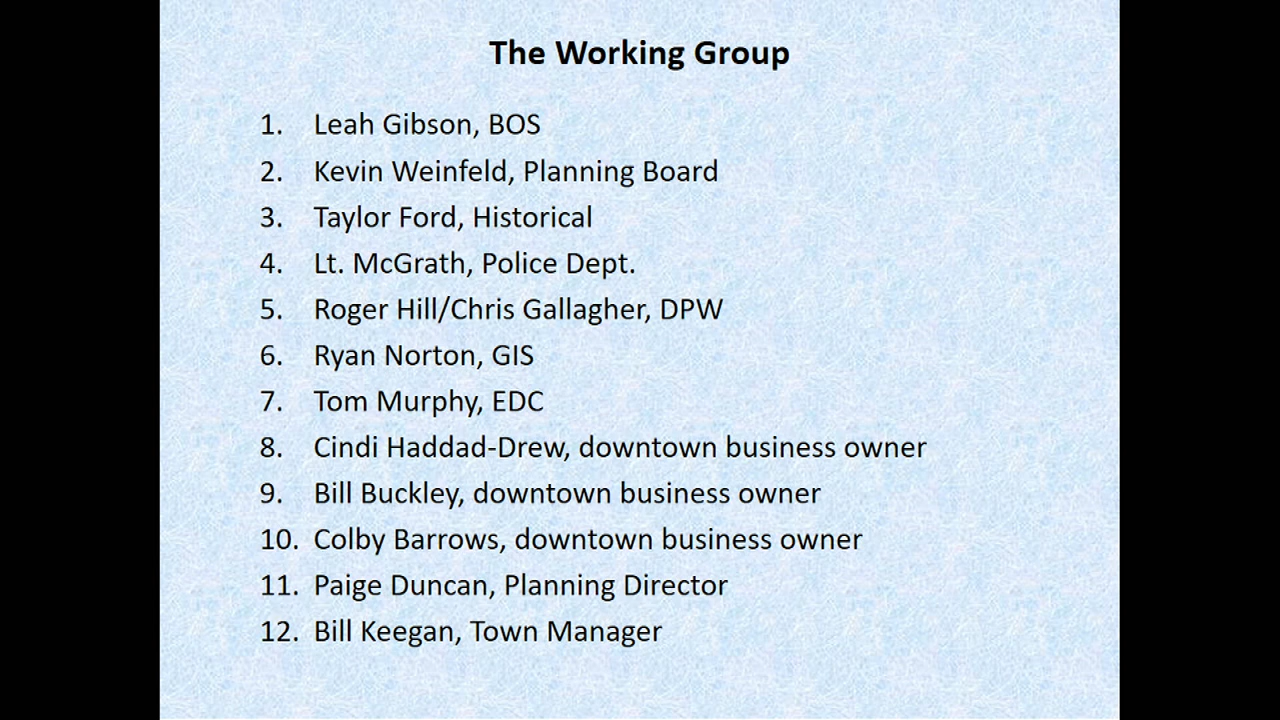 The Working Group
1. Leah Gibson, BOS
2. Kevin Weinfeld, Planning Board
3. Taylor Ford, Historical
4. Lt. McGrath, Police Dept.
5. Roger Hill/Chris Gallagher, DPW
6. Ryan Norton, GIS
7. Tom Murphy, EDC
8. Cindi Haddad-Drew, downtown business owner
9. Bill Buckley, downtown business owner
10. Colby Barrows, downtown business owner
11. Paige Duncan, Planning Director
12. Bill Keegan, Town Manager